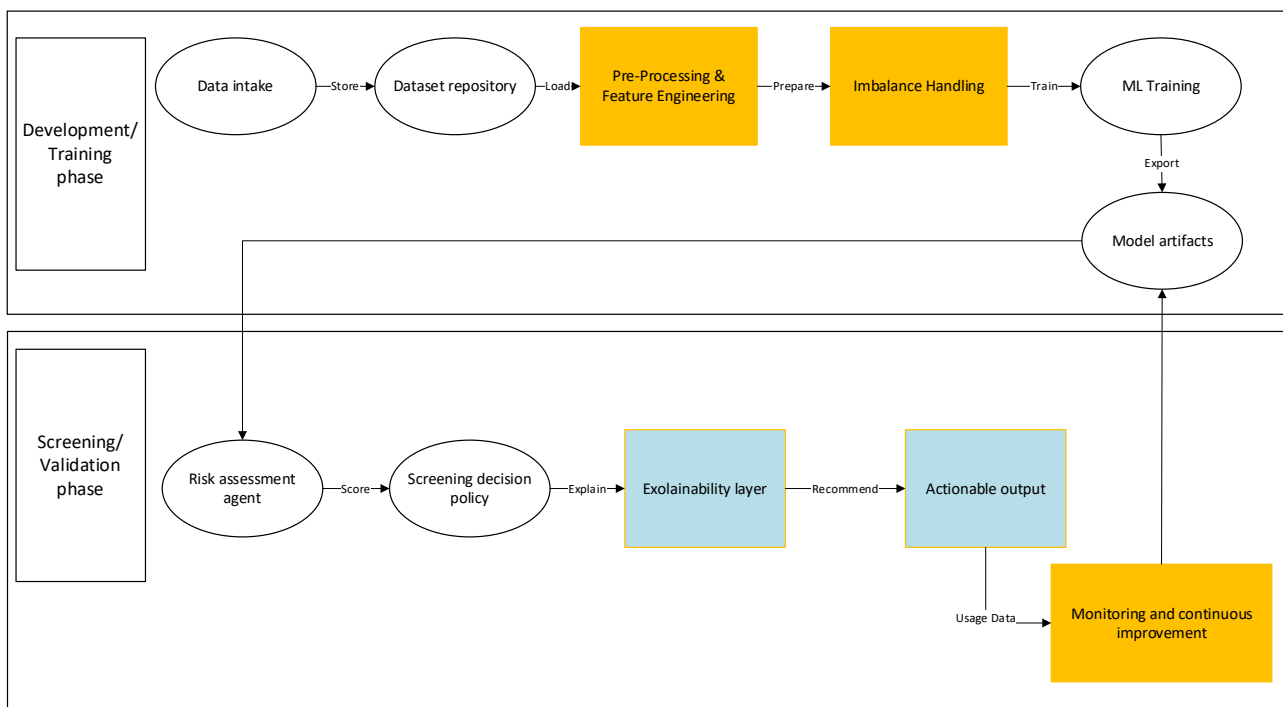 Development/
Training
phase
Data intake
Store
Dataset repository
Load
Pre-Processing &
Feature Engineering
Prepare
Imbalance Handling
Train
ML Training
Export
Model artifacts
Screening/
Validation
phase
Risk assessment
agent
Score
Screening decision
policy
Explain
Exolainability layer
Recommend
Actionable output
Usage Data
Monitoring and continuous
improvement